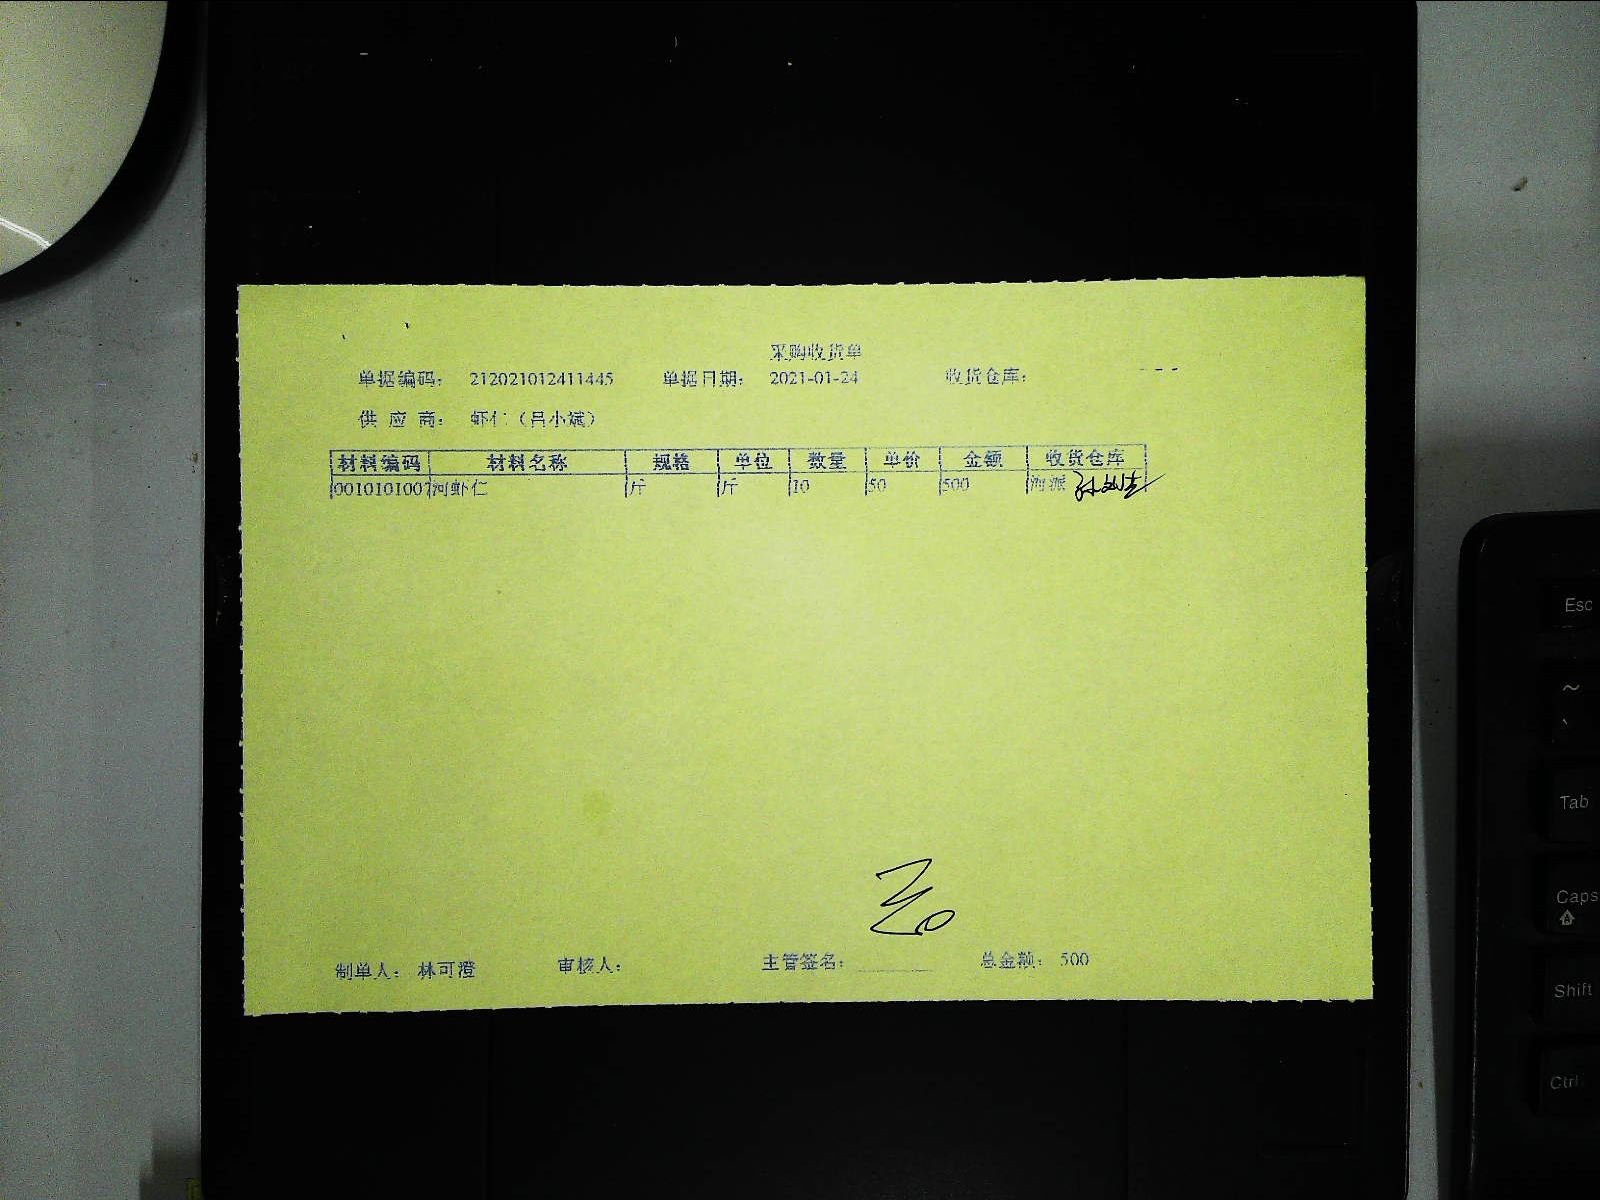 采购收货单
单据编码： 212021012411445 单据日期： 2021-01-24 收货仓库：
供 应 商： 虾仁（吕小斌）
材料编码 材料名称 规格 单位 数量 单价 金额 收货仓库
0010101007 河虾仁 斤 斤 10 50 500 海派
制单人： 林可澄 审核人： 主管签名： 总金额： 500
Esc
~
`
Tab
Caps
Shift
Ctrl